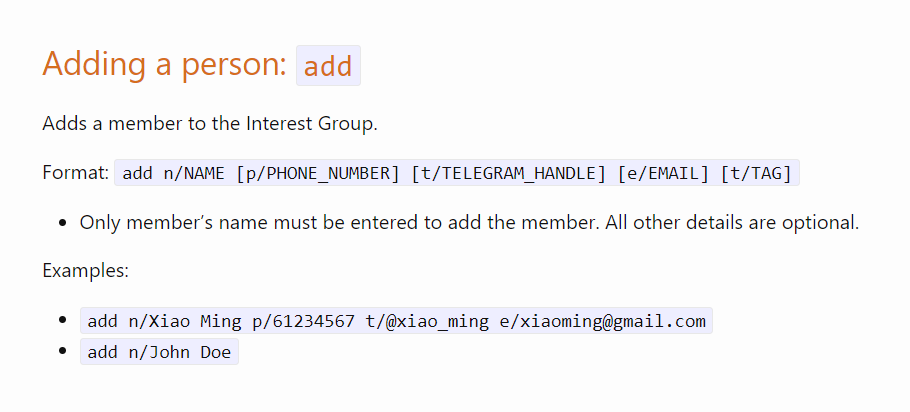 Adding a person: add
Adds a member to the Interest Group.
Format: add n/NAME [p/PHONE_NUMBER] [t/TELEGRAM_HANDLE] [e/EMAIL] [t/TAG]
• Only member’s name must be entered to add the member. All other details are optional.
Examples:
• add n/Xiao Ming p/61234567 t/@xiao_ming e/xiaoming@gmail.com
• add n/John Doe